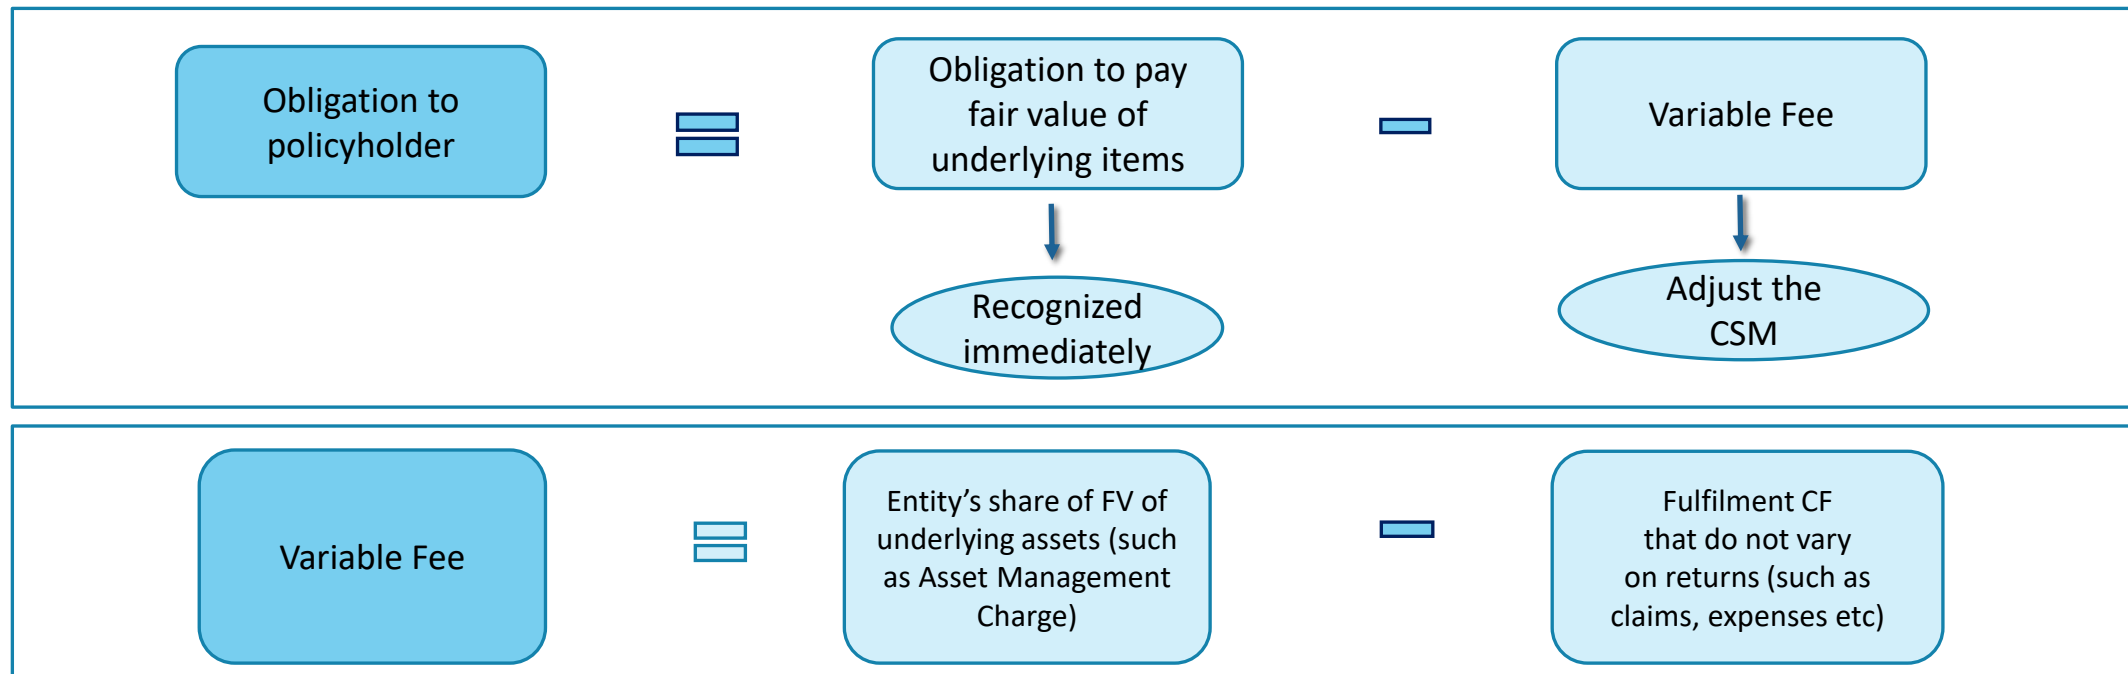 Obligation to
policyholder
Obligation to pay
fair value of
underlying items
Variable Fee
Recognized
immediately
Adjust the
CSM
Variable Fee
Entity’s share of FV of
underlying assets (such
as Asset Management
Charge)
Fulfilment CF
that do not vary
on returns (such as
claims, expenses etc)